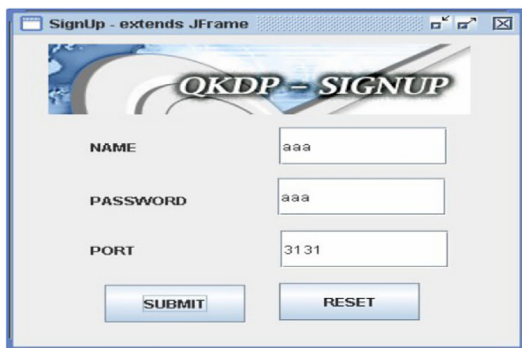 SignUp - extends JFrame
QKDP - SIGNUP
NAME aaa
PASSWORD aaa
PORT 3131
SUBMIT RESET